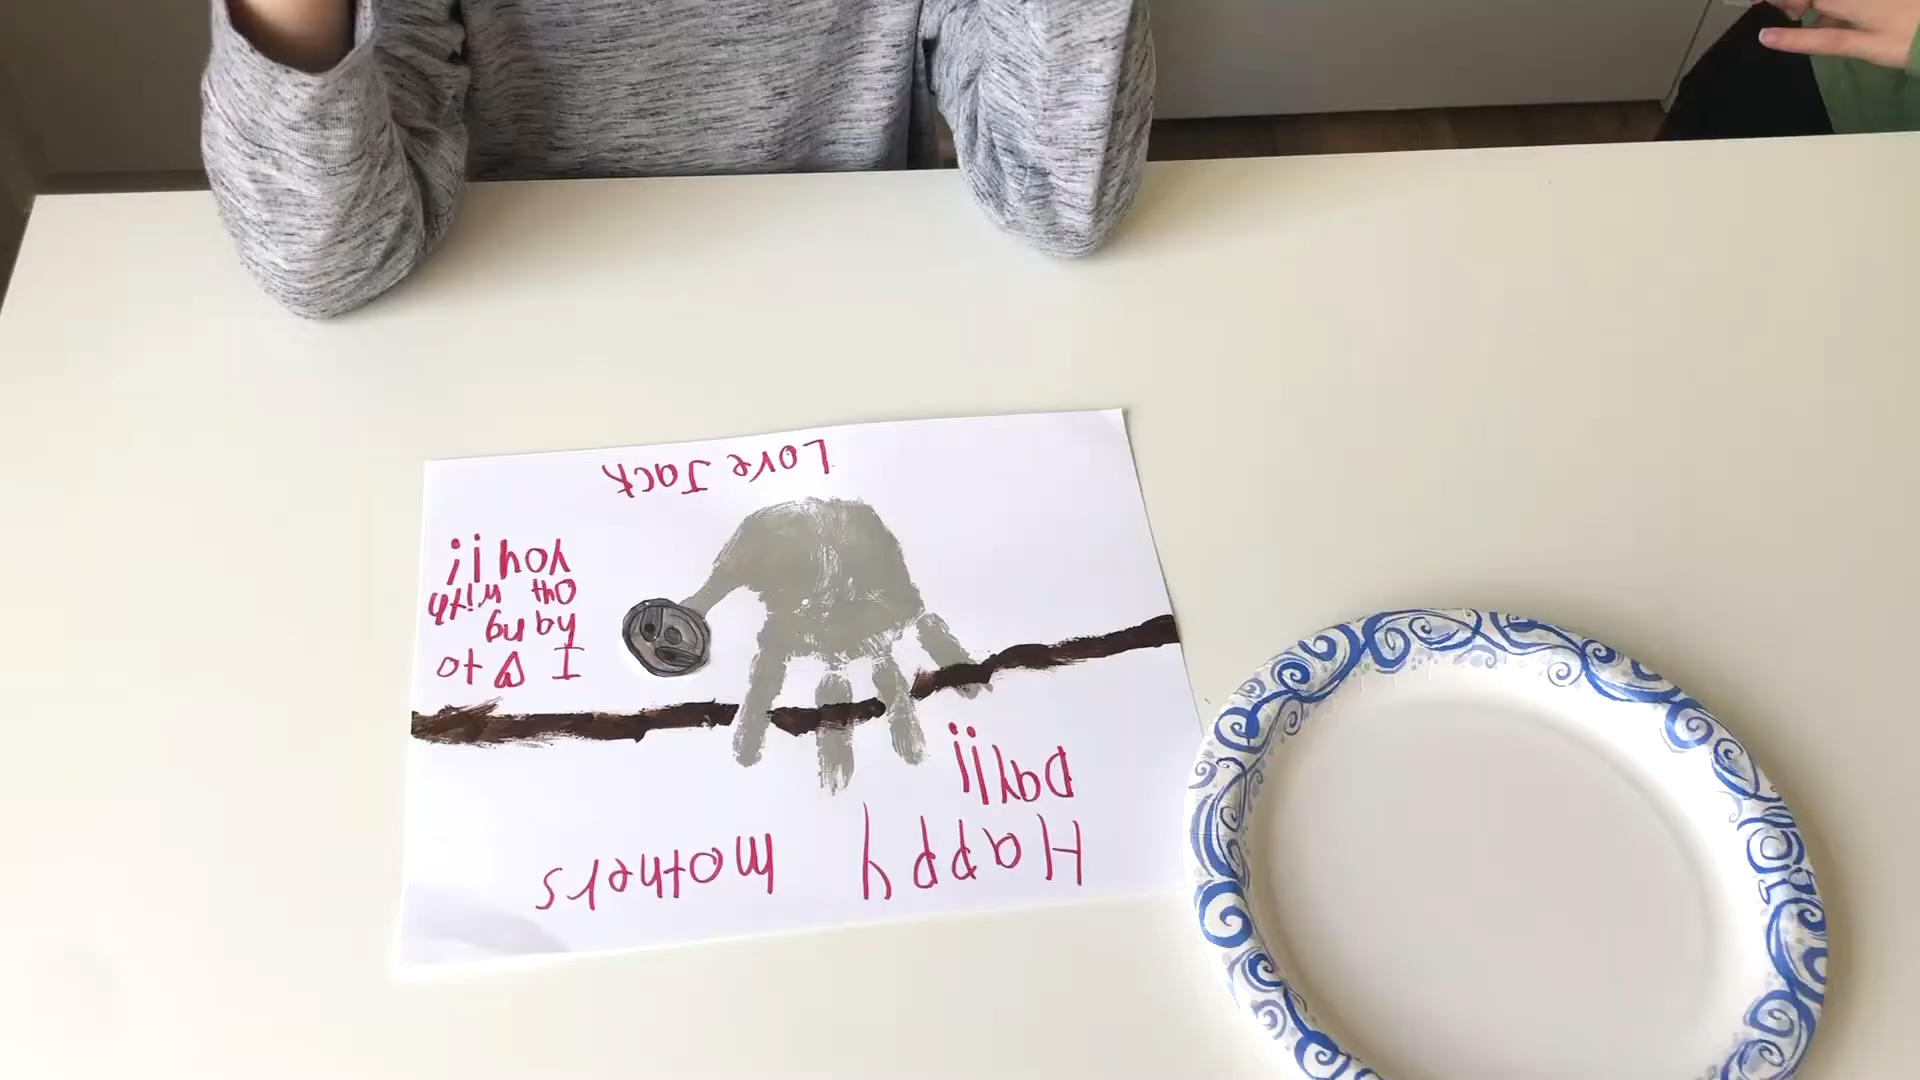 Happy mothers
Day!!
I ♡ to
hang
out with
you!!
Love Jack